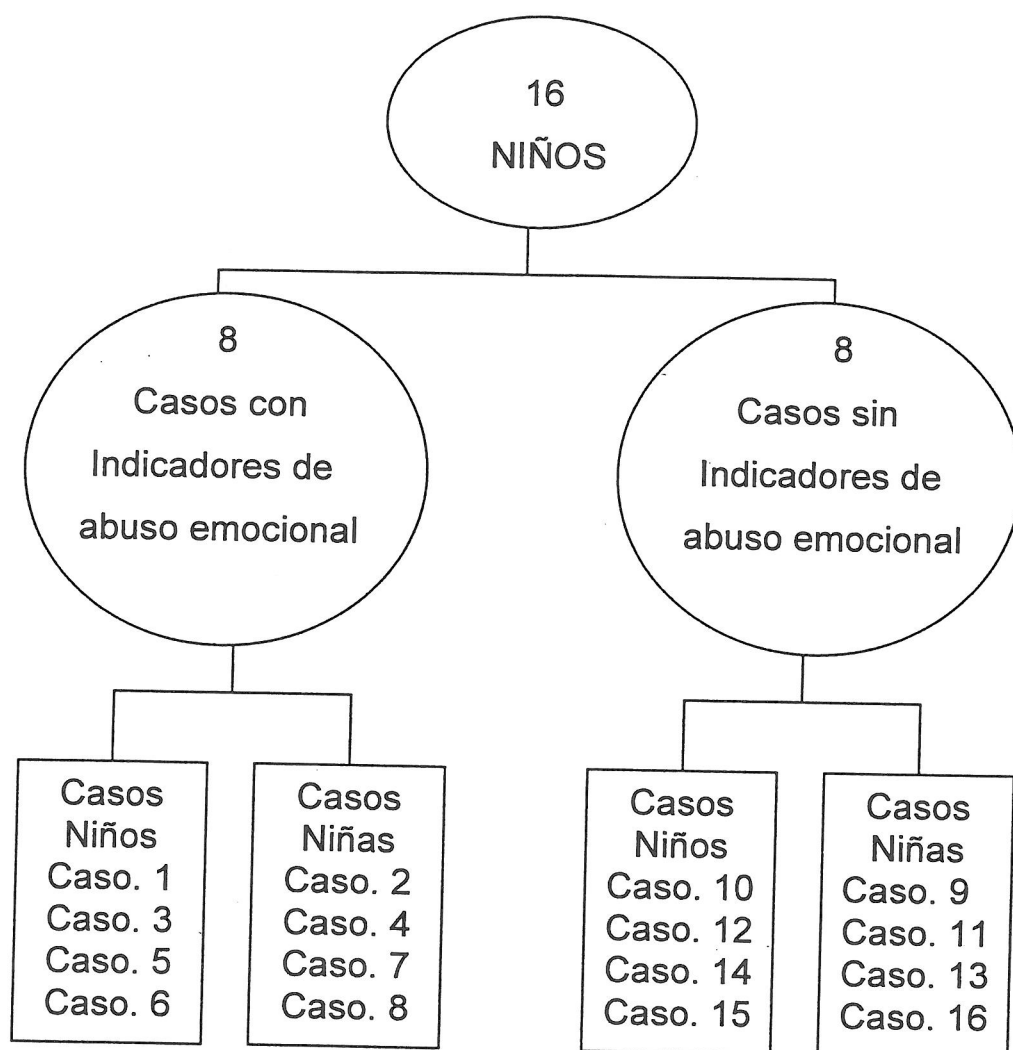 16
NIÑOS
8
Casos con
Indicadores de
abuso emocional
8
Casos sin
Indicadores de
abuso emocional
Casos
Niños
Caso. 1
Caso. 3
Caso. 5
Caso. 6
Casos
Niñas
Caso. 2
Caso. 4
Caso. 7
Caso. 8
Casos
Niños
Caso. 10
Caso. 12
Caso. 14
Caso. 15
Casos
Niñas
Caso. 9
Caso. 11
Caso. 13
Caso. 16